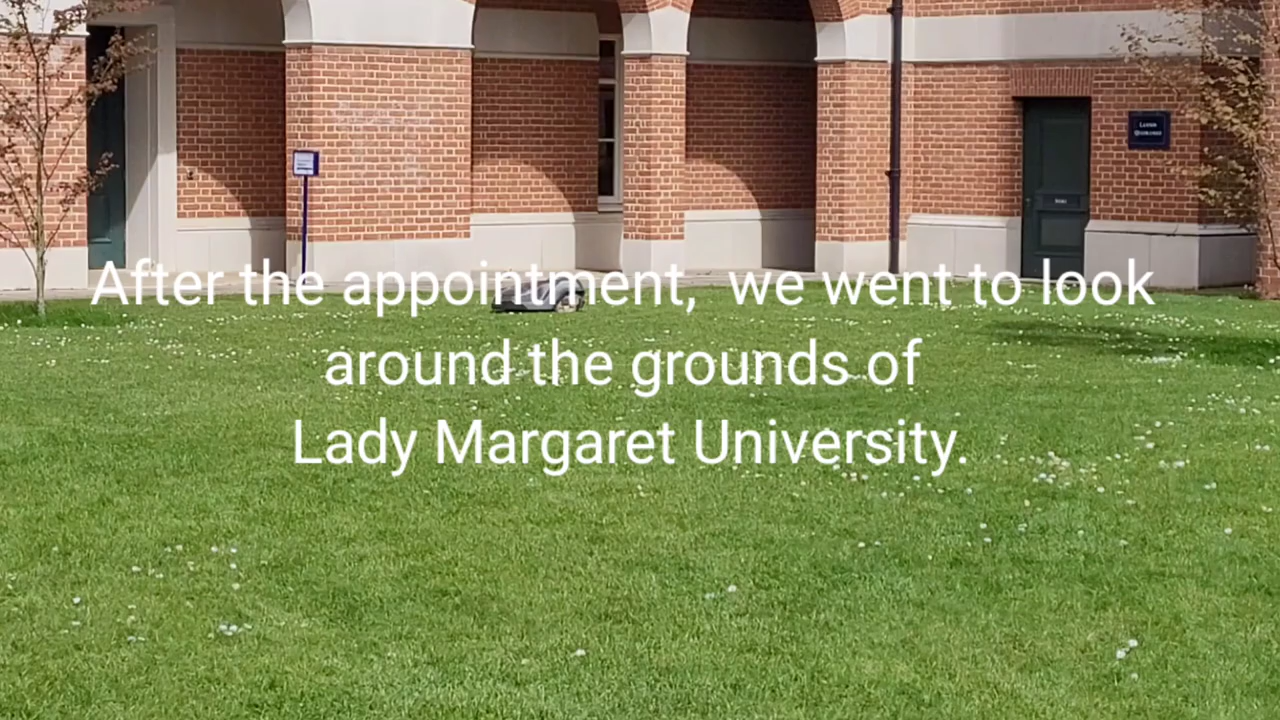 After the appointment, we went to look
around the grounds of
Lady Margaret University.